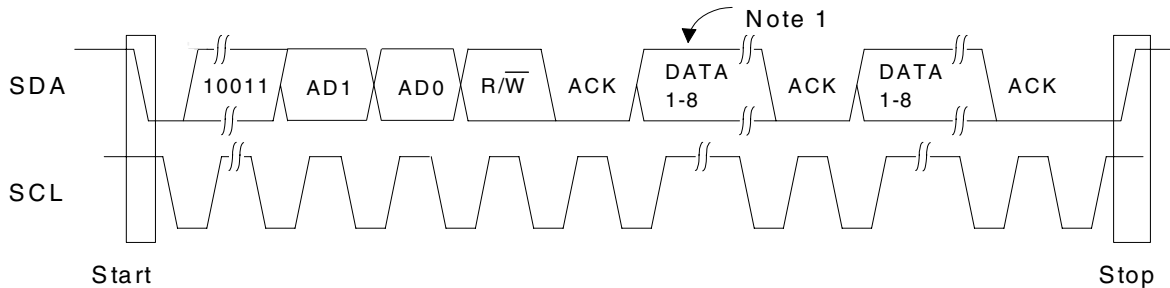 Note 1
SDA
10011
AD1
AD0
R/W̅
ACK
DATA
1-8
ACK
DATA
1-8
ACK
SCL
Start
Stop